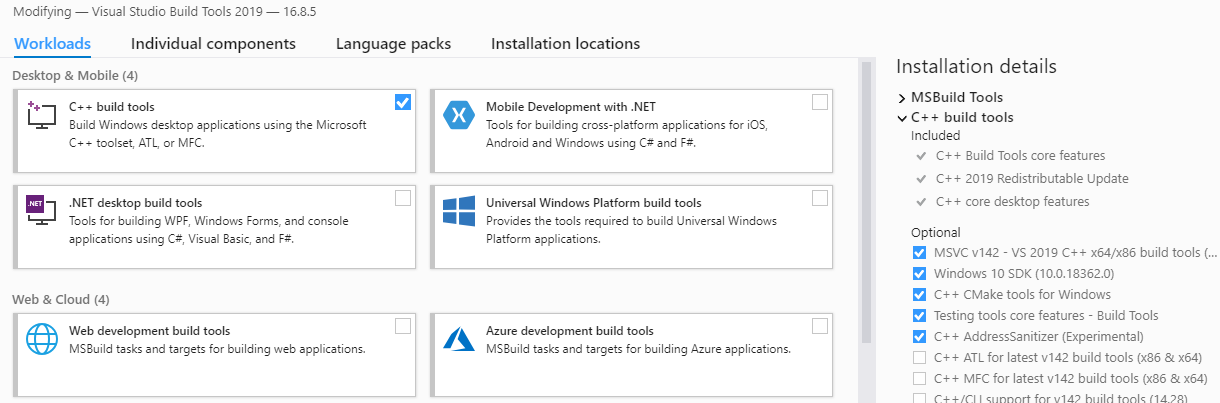 Modifying — Visual Studio Build Tools 2019 — 16.8.5
Workloads
Individual components
Language packs
Installation locations
Desktop & Mobile (4)
C++ build tools
Build Windows desktop applications using the Microsoft
C++ toolset, ATL, or MFC.
Mobile Development with .NET
Tools for building cross-platform applications for iOS,
Android and Windows using C# and F#.
.NET
.NET desktop build tools
Tools for building WPF, Windows Forms, and console
applications using C#, Visual Basic, and F#.
Universal Windows Platform build tools
Provides the tools required to build Universal Windows
Platform applications.
Web & Cloud (4)
Web development build tools
MSBuild tasks and targets for building web applications.
Azure development build tools
MSBuild tasks and targets for building Azure applications.
Installation details
MSBuild Tools
C++ build tools
Included
C++ Build Tools core features
C++ 2019 Redistributable Update
C++ core desktop features
Optional
MSVC v142 - VS 2019 C++ x64/x86 build tools (...
Windows 10 SDK (10.0.18362.0)
C++ CMake tools for Windows
Testing tools core features - Build Tools
C++ AddressSanitizer (Experimental)
C++ ATL for latest v142 build tools (x86 & x64)
C++ MFC for latest v142 build tools (x86 & x64)
C++/CLI support for v142 build tools (14.28)